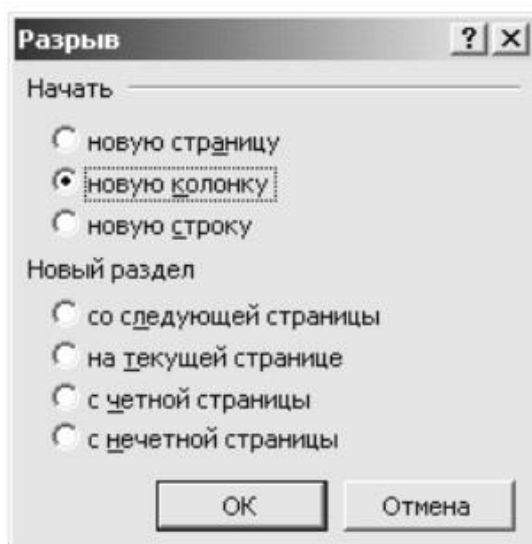 Разрыв
Начать
новую страницу
новую колонку
новую строку
Новый раздел
со следующей страницы
на текущей странице
с четной страницы
с нечетной страницы
ОК Отмена